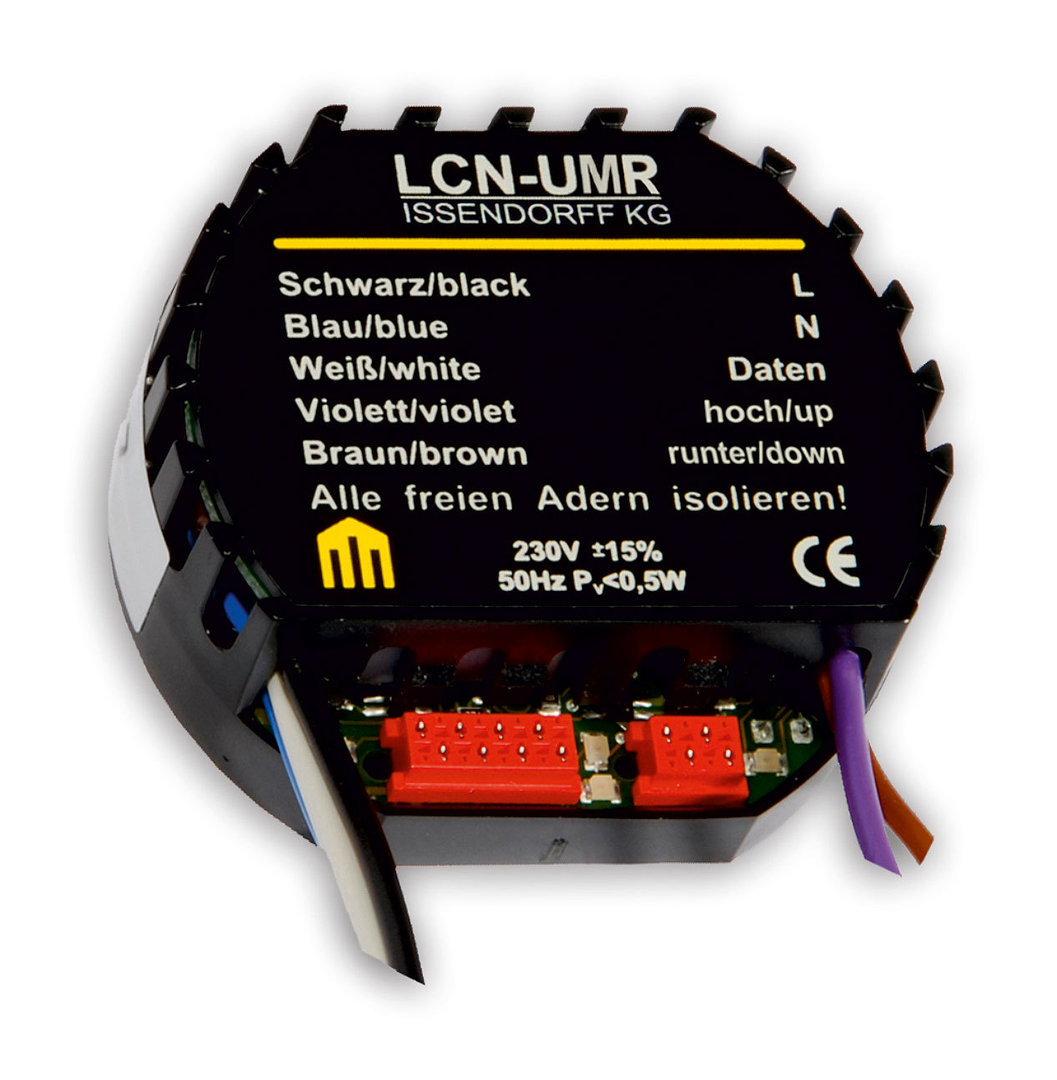 LCN-UMR
ISSENDORFF KG
Schwarz/black L
Blau/blue N
Weiß/white Daten
Violett/violet hoch/up
Braun/brown runter/down
Alle freien Adern isolieren!
230V ±15%
50Hz Pv<0,5W
CE